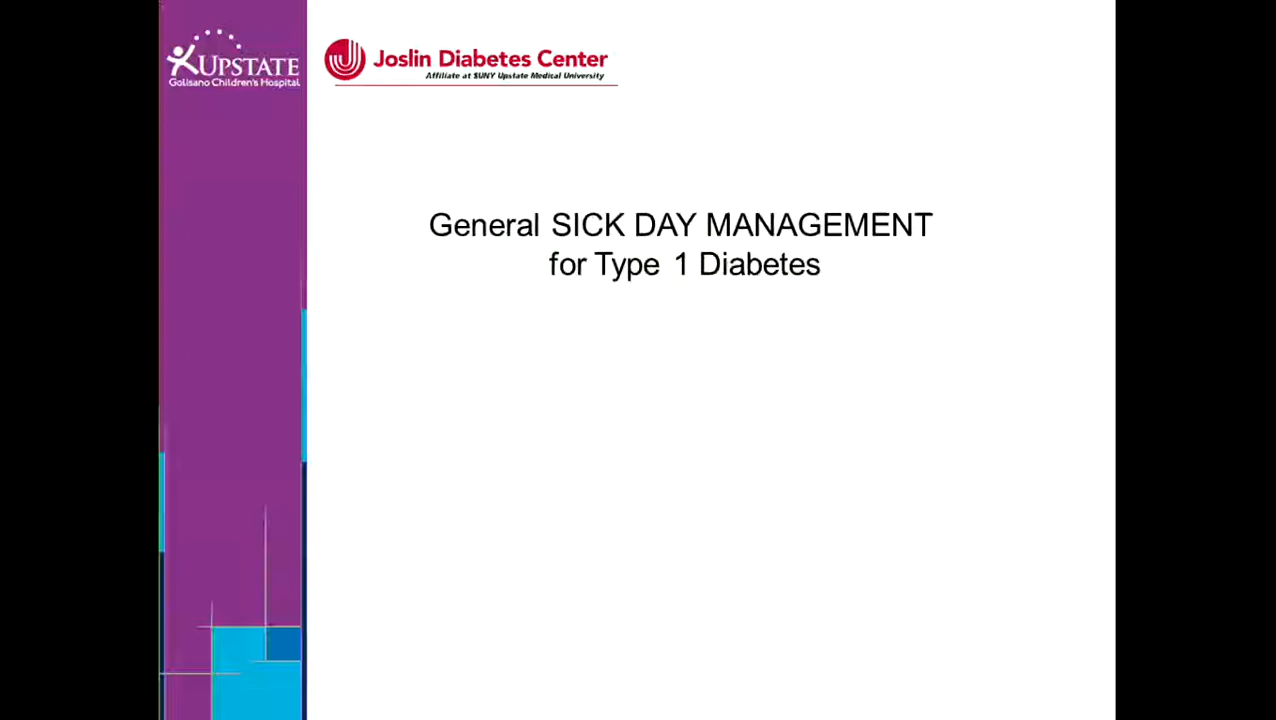 UPSTATE
Golisano Children's Hospital
Joslin Diabetes Center
Affiliate at SUNY Upstate Medical University
General SICK DAY MANAGEMENT
for Type 1 Diabetes